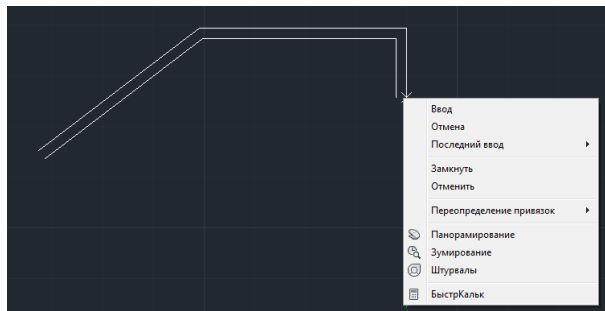 Ввод
Отмена
Последний ввод
Замкнуть
Отменить
Переопределение привязок
Панорамирование
Зумирование
Штурвалы
БыстрКальк